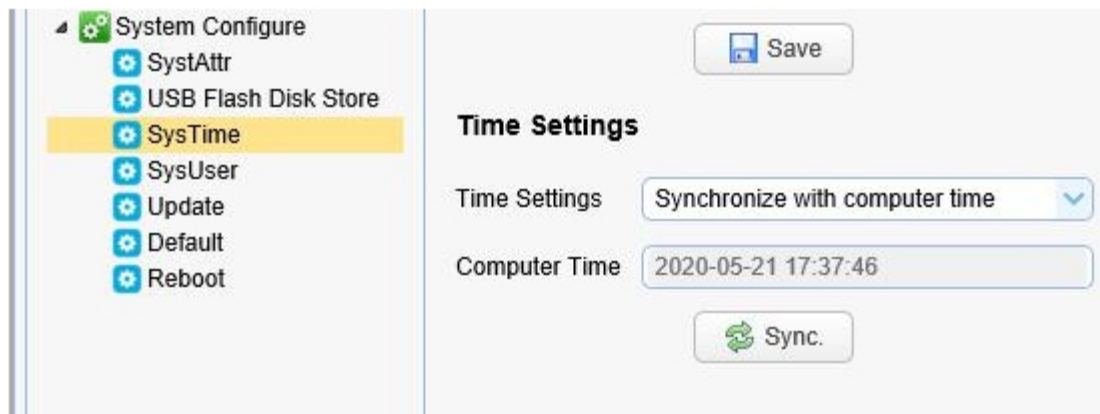 System Configure
SystAttr
USB Flash Disk Store
SysTime
SysUser
Update
Default
Reboot
Save
Time Settings
Time Settings Synchronize with computer time
Computer Time 2020-05-21 17:37:46
Sync.